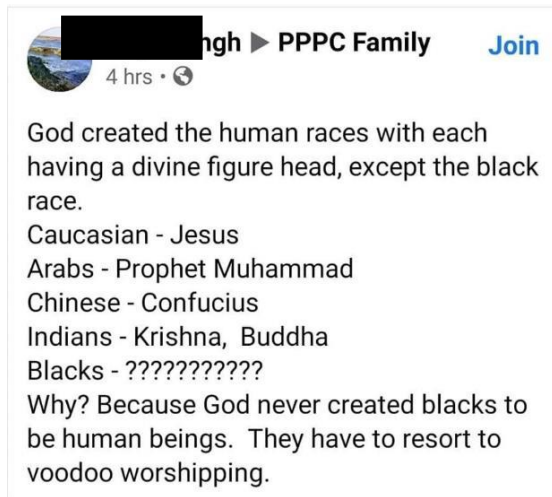 ngh ▶ PPPC Family Join
4 hrs ·
God created the human races with each
having a divine figure head, except the black
race.
Caucasian - Jesus
Arabs - Prophet Muhammad
Chinese - Confucius
Indians - Krishna, Buddha
Blacks - ???????????
Why? Because God never created blacks to
be human beings. They have to resort to
voodoo worshipping.